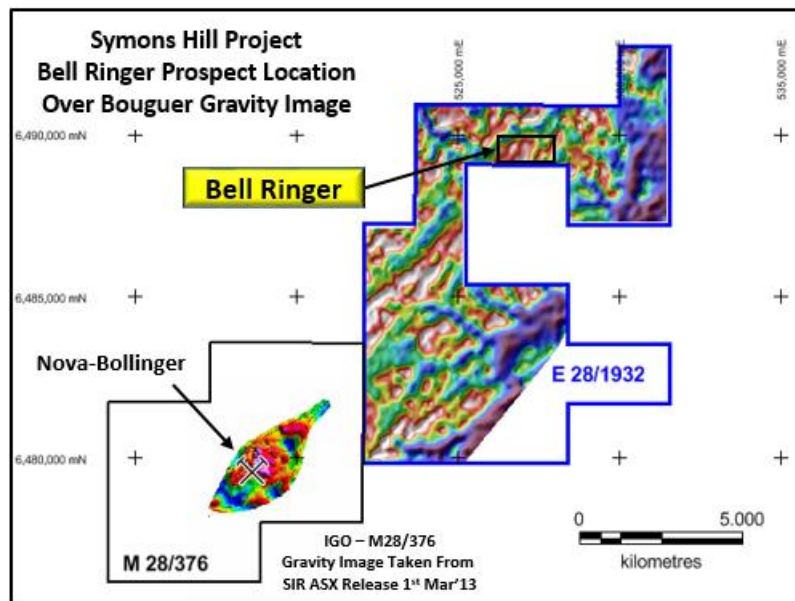 Symons Hill Project
Bell Ringer Prospect Location
Over Bouguer Gravity Image
525,000 mE
535,000 mE
6,490,000 mN
Bell Ringer
6,485,000 mN
Nova-Bollinger
E 28/1932
6,480,000 mN
M 28/376
IGO – M28/376
Gravity Image Taken From
SIR ASX Release 1st Mar'13
0 5.000
kilometres